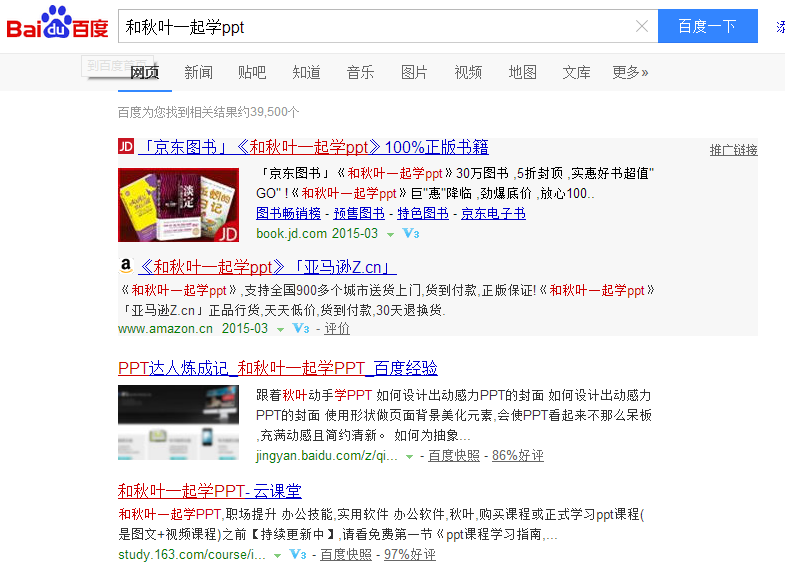 Bai du 百度
和秋叶一起学ppt
百度一下
到百度首页
网页 新闻 贴吧 知道 音乐 图片 视频 地图 文库 更多»
百度为您找到相关结果约39,500个
JD 「京东图书」《和秋叶一起学ppt》100%正版书籍
推广链接
「京东图书」《和秋叶一起学ppt》30万图书 ,5折封顶 ,实惠好书超值"
GO" !《和秋叶一起学ppt》巨"惠"降临 ,劲爆底价 ,放心100..
图书畅销榜 - 预售图书 - 特色图书 - 京东电子书
淡定
日记
JD
book.jd.com 2015-03 V3
a 《和秋叶一起学ppt》「亚马逊Z.cn」
《和秋叶一起学ppt》,支持全国900多个城市送货上门,货到付款,正版保证!《和秋叶一起学ppt》
「亚马逊Z.cn」正品行货,天天低价,货到付款,30天退换货.
www.amazon.cn 2015-03 V3 - 评价
PPT达人炼成记_和秋叶一起学PPT_百度经验
跟着秋叶动手学PPT 如何设计出动感力PPT的封面 如何设计出动感力
PPT的封面 使用形状做页面背景美化元素,会使PPT看起来不那么呆板
,充满动感且简约清新。 如何为抽象...
jingyan.baidu.com/z/qi... - 百度快照 - 86%好评
和秋叶一起学PPT- 云课堂
和秋叶一起学PPT,职场提升 办公技能,实用软件 办公软件,秋叶,购买课程或正式学习ppt课程(
是图文+视频课程)之前【持续更新中】,请看免费第一节《ppt课程学习指南,...
study.163.com/course/i... V3 - 百度快照 - 97%好评